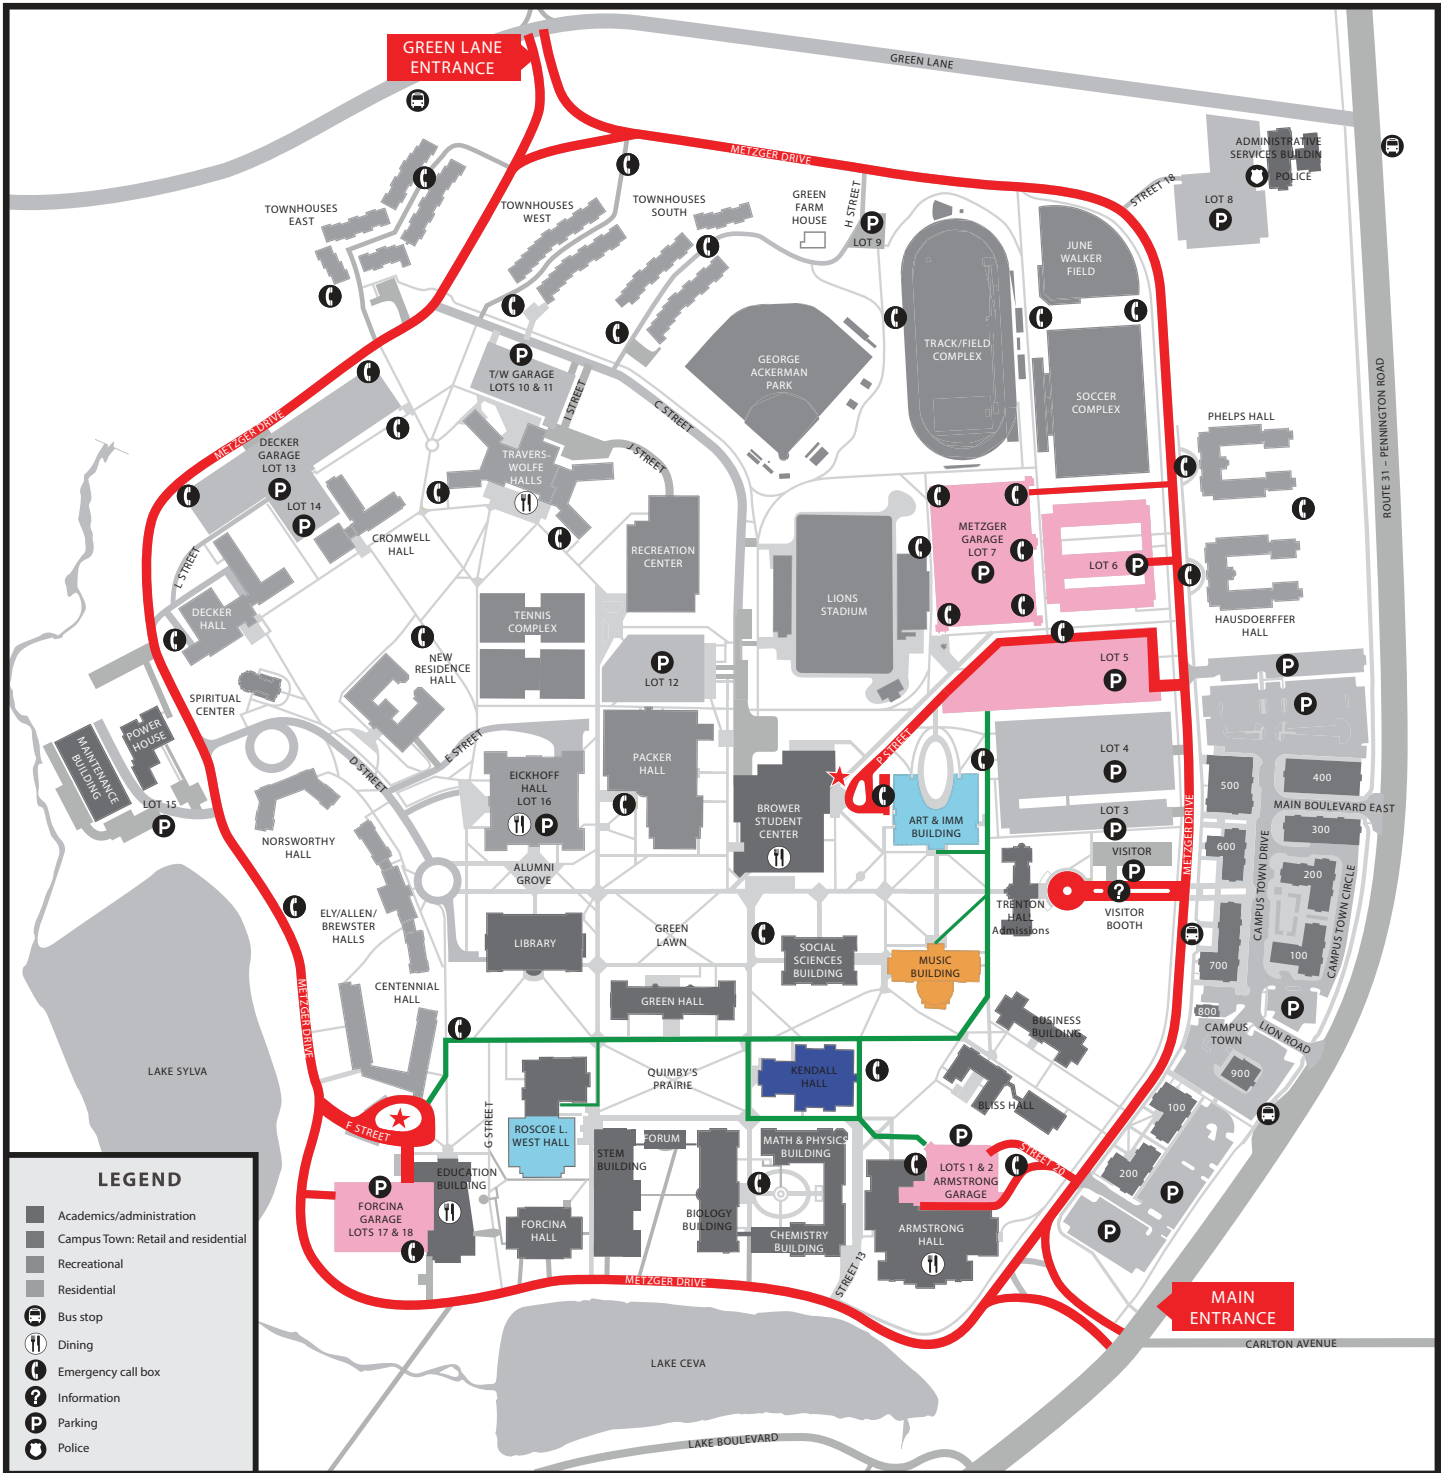 GREEN LANE
ENTRANCE
GREEN LANE
METZGER DRIVE
ADMINISTRATIVE
SERVICES BUILDIN
POLICE
STREET 18
LOT 8
P
TOWNHOUSES
EAST
TOWNHOUSES
WEST
TOWNHOUSES
SOUTH
GREEN
FARM
HOUSE
H STREET
P
LOT 9
JUNE
WALKER
FIELD
TRACK/FIELD
COMPLEX
GEORGE
ACKERMAN
PARK
SOCCER
COMPLEX
P
T/W GARAGE
LOTS 10 & 11
I STREET
C STREET
J STREET
ROUTE 31 – PENNINGTON ROAD
PHELPS HALL
METZGER DRIVE
DECKER
GARAGE
LOT 13
P
LOT 14
P
TRAVERS-
WOLFE
HALLS
CROMWELL
HALL
L STREET
RECREATION
CENTER
METZGER
GARAGE
LOT 7
P
LOT 6
P
LIONS
STADIUM
HAUSDOERFFER
HALL
DECKER
HALL
TENNIS
COMPLEX
NEW
RESIDENCE
HALL
P
LOT 12
LOT 5
P
P
P
SPIRITUAL
CENTER
POWER
HOUSE
MAINTENANCE
BUILDING
LOT 15
P
D STREET
E STREET
EICKHOFF
HALL
LOT 16
P
PACKER
HALL
P STREET
LOT 4
P
LOT 3
P
500
400
MAIN BOULEVARD EAST
300
600
BROWER
STUDENT
CENTER
ART & IMM
BUILDING
METZGER DRIVE
VISITOR
P
?
VISITOR
BOOTH
CAMPUS TOWN DRIVE
200
CAMPUS TOWN CIRCLE
NORSWORTHY
HALL
ALUMNI
GROVE
ELY/ALLEN/
BREWSTER
HALLS
LIBRARY
GREEN
LAWN
SOCIAL
SCIENCES
BUILDING
MUSIC
BUILDING
TRENTON
HALL
Admissions
700
100
P
METZGER DRIVE
CENTENNIAL
HALL
GREEN HALL
BUSINESS
BUILDING
800
CAMPUS
TOWN
LION ROAD
900
LAKE SYLVA
QUIMBY'S
PRAIRIE
KENDALL
HALL
BLISS HALL
100
F STREET
G STREET
ROSCOE L.
WEST HALL
STEM
BUILDING
FORUM
MATH & PHYSICS
BUILDING
P
STREET 20
LOTS 1 & 2
ARMSTRONG
GARAGE
200
P
P
EDUCATION
BUILDING
P
FORCINA
GARAGE
LOTS 17 & 18
FORCINA
HALL
BIOLOGY
BUILDING
CHEMISTRY
BUILDING
ARMSTRONG
HALL
STREET 13
METZGER DRIVE
MAIN
ENTRANCE
CARLTON AVENUE
LAKE CEVA
LAKE BOULEVARD
LEGEND
Academics/administration
Campus Town: Retail and residential
Recreational
Residential
Bus stop
Dining
Emergency call box
? Information
P Parking
Police